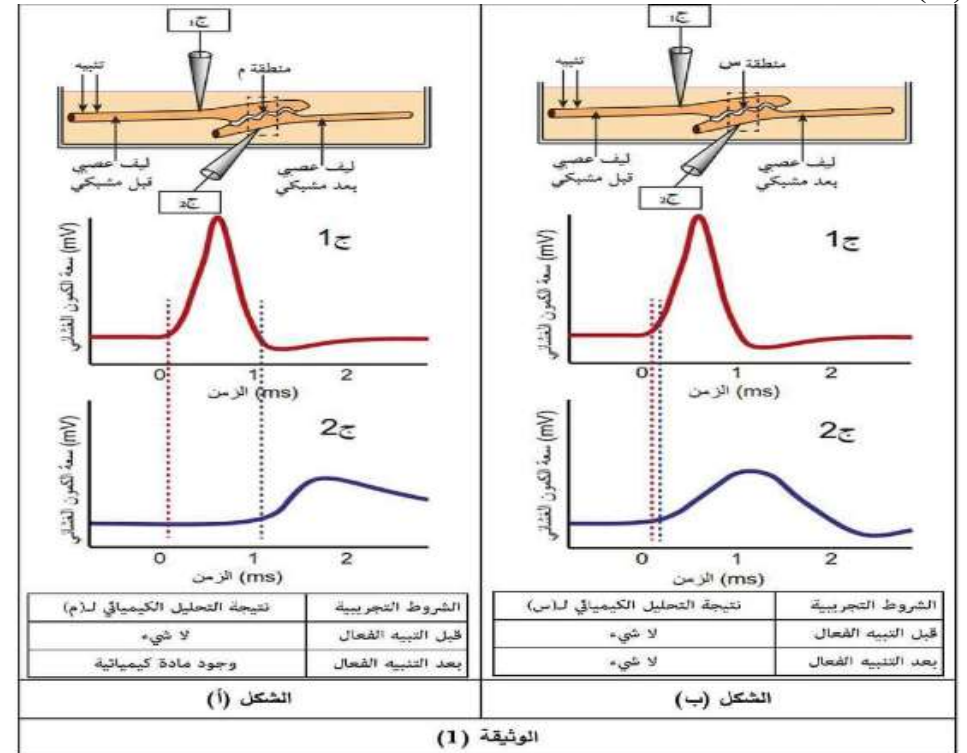 الشكل (أ)
ج1
تنبيه
منطقة م
ليف عصبي
قبل مشبكي
ليف عصبي
بعد مشبكي
ج2
سعة الكمون الغشائي (mV)
ج1
0 1 2
الزمن (ms)
سعة الكمون الغشائي (mV)
ج2
0 1 2
الزمن (ms)
الشروط التجريبية نتيجة التحليل الكيميائي لـ(م)
قبل التبيه الفعال لا شيء
بعد التنبيه الفعال وجود مادة كيميائية
ج1
تنبيه
منطقة س
ليف عصبي
قبل مشبكي
ليف عصبي
بعد مشبكي
ج2
سعة الكمون الغشائي (mV)
ج1
0 1 2
الزمن (ms)
سعة الكمون الغشائي (mV)
ج2
0 1 2
الزمن (ms)
الشروط التجريبية نتيجة التحليل الكيميائي لـ(س)
قبل التبيه الفعال لا شيء
بعد التنبيه الفعال لا شيء
الشكل (ب)
الوثيقة (1)